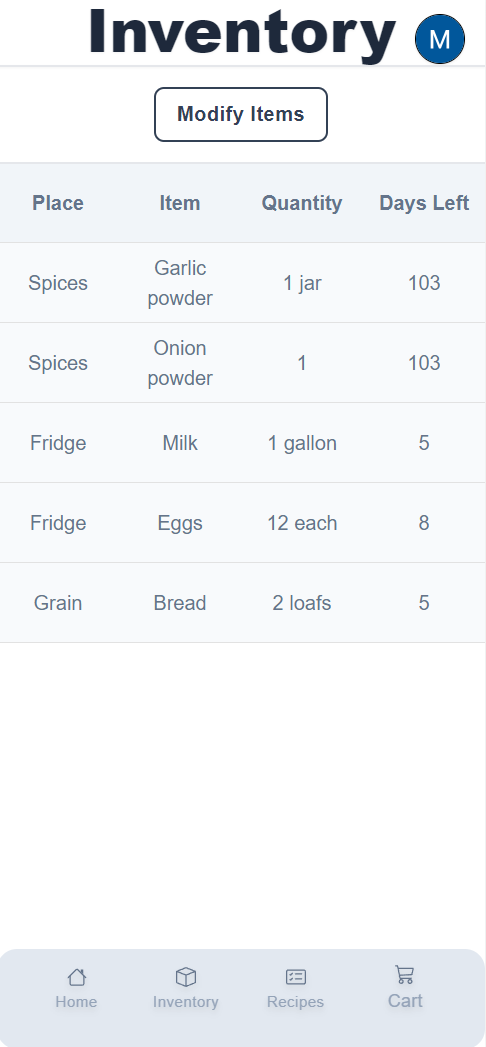 Inventory
M
Modify Items
Place Item Quantity Days Left
Spices Garlic powder 1 jar 103
Spices Onion powder 1 103
Fridge Milk 1 gallon 5
Fridge Eggs 12 each 8
Grain Bread 2 loafs 5
Home Inventory Recipes Cart